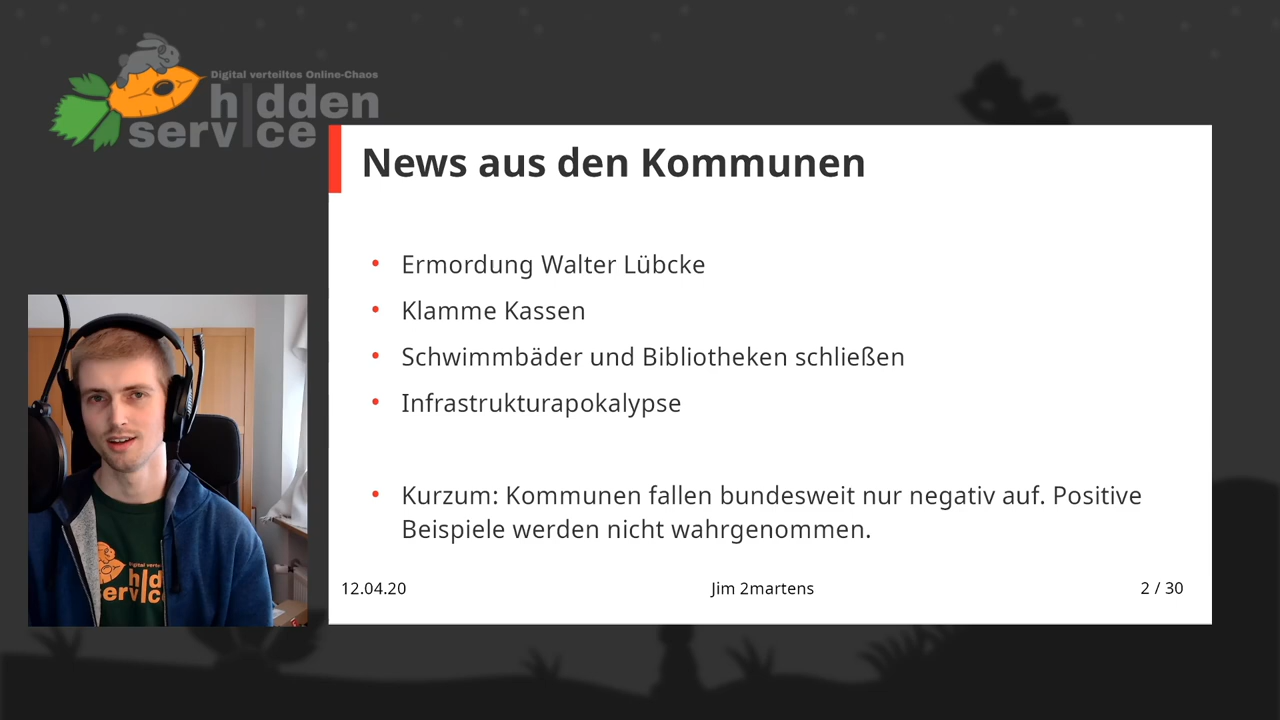 Digital verteiltes Online-Chaos
hidden
service
News aus den Kommunen
• Ermordung Walter Lübcke
• Klamme Kassen
• Schwimmbäder und Bibliotheken schließen
• Infrastrukturapokalypse
• Kurzum: Kommunen fallen bundesweit nur negativ auf. Positive
Beispiele werden nicht wahrgenommen.
12.04.20
Jim 2martens
2 / 30